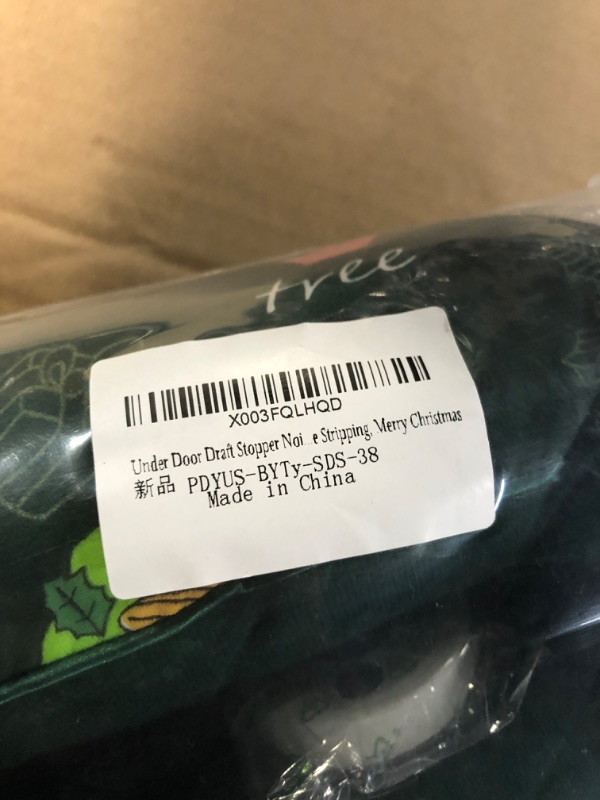 tree
X003FQLHQD
Under Door Draft Stopper Noi...e Stripping, Merry Christmas
新品 PDYUS-BYTy-SDS-38
Made in China